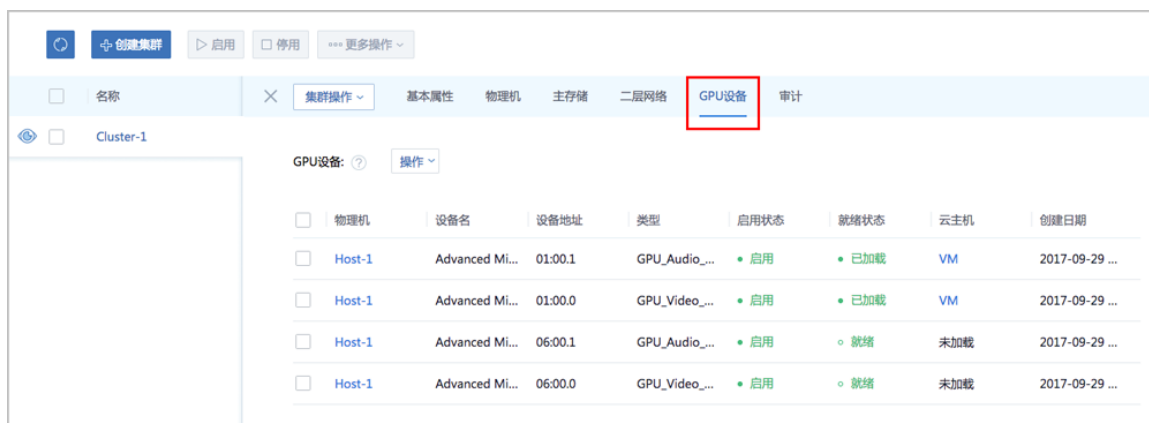 创建集群 启用 停用 更多操作
名称 集群操作 基本属性 物理机 主存储 二层网络 GPU设备 审计
Cluster-1
GPU设备: ? 操作
物理机 设备名 设备地址 类型 启用状态 就绪状态 云主机 创建日期
Host-1 Advanced Mi... 01:00.1 GPU_Audio_... 启用 已加载 VM 2017-09-29 ...
Host-1 Advanced Mi... 01:00.0 GPU_Video_... 启用 已加载 VM 2017-09-29 ...
Host-1 Advanced Mi... 06:00.1 GPU_Audio_... 启用 就绪 未加载 2017-09-29 ...
Host-1 Advanced Mi... 06:00.0 GPU_Video_... 启用 就绪 未加载 2017-09-29 ...